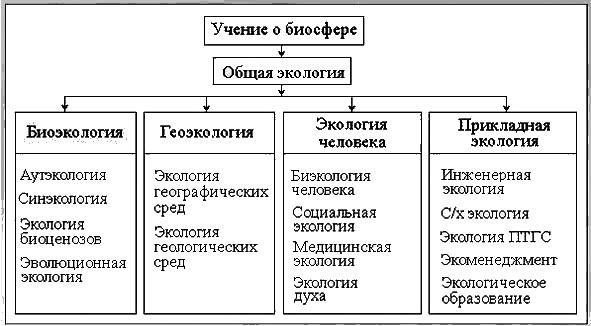 Учение о биосфере
Общая экология
Биоэкология
Аутэкология
Синэкология
Экология
биоценозов
Эволюционная
экология
Геоэкология
Экология
географических
сред
Экология
геологических
сред
Экология
человека
Биэкология
человека
Социальная
экология
Медицинская
экология
Экология
духа
Прикладная
экология
Инженерная
экология
С/х экология
Экология ПТГС
Экоменеджмент
Экологическое
образование